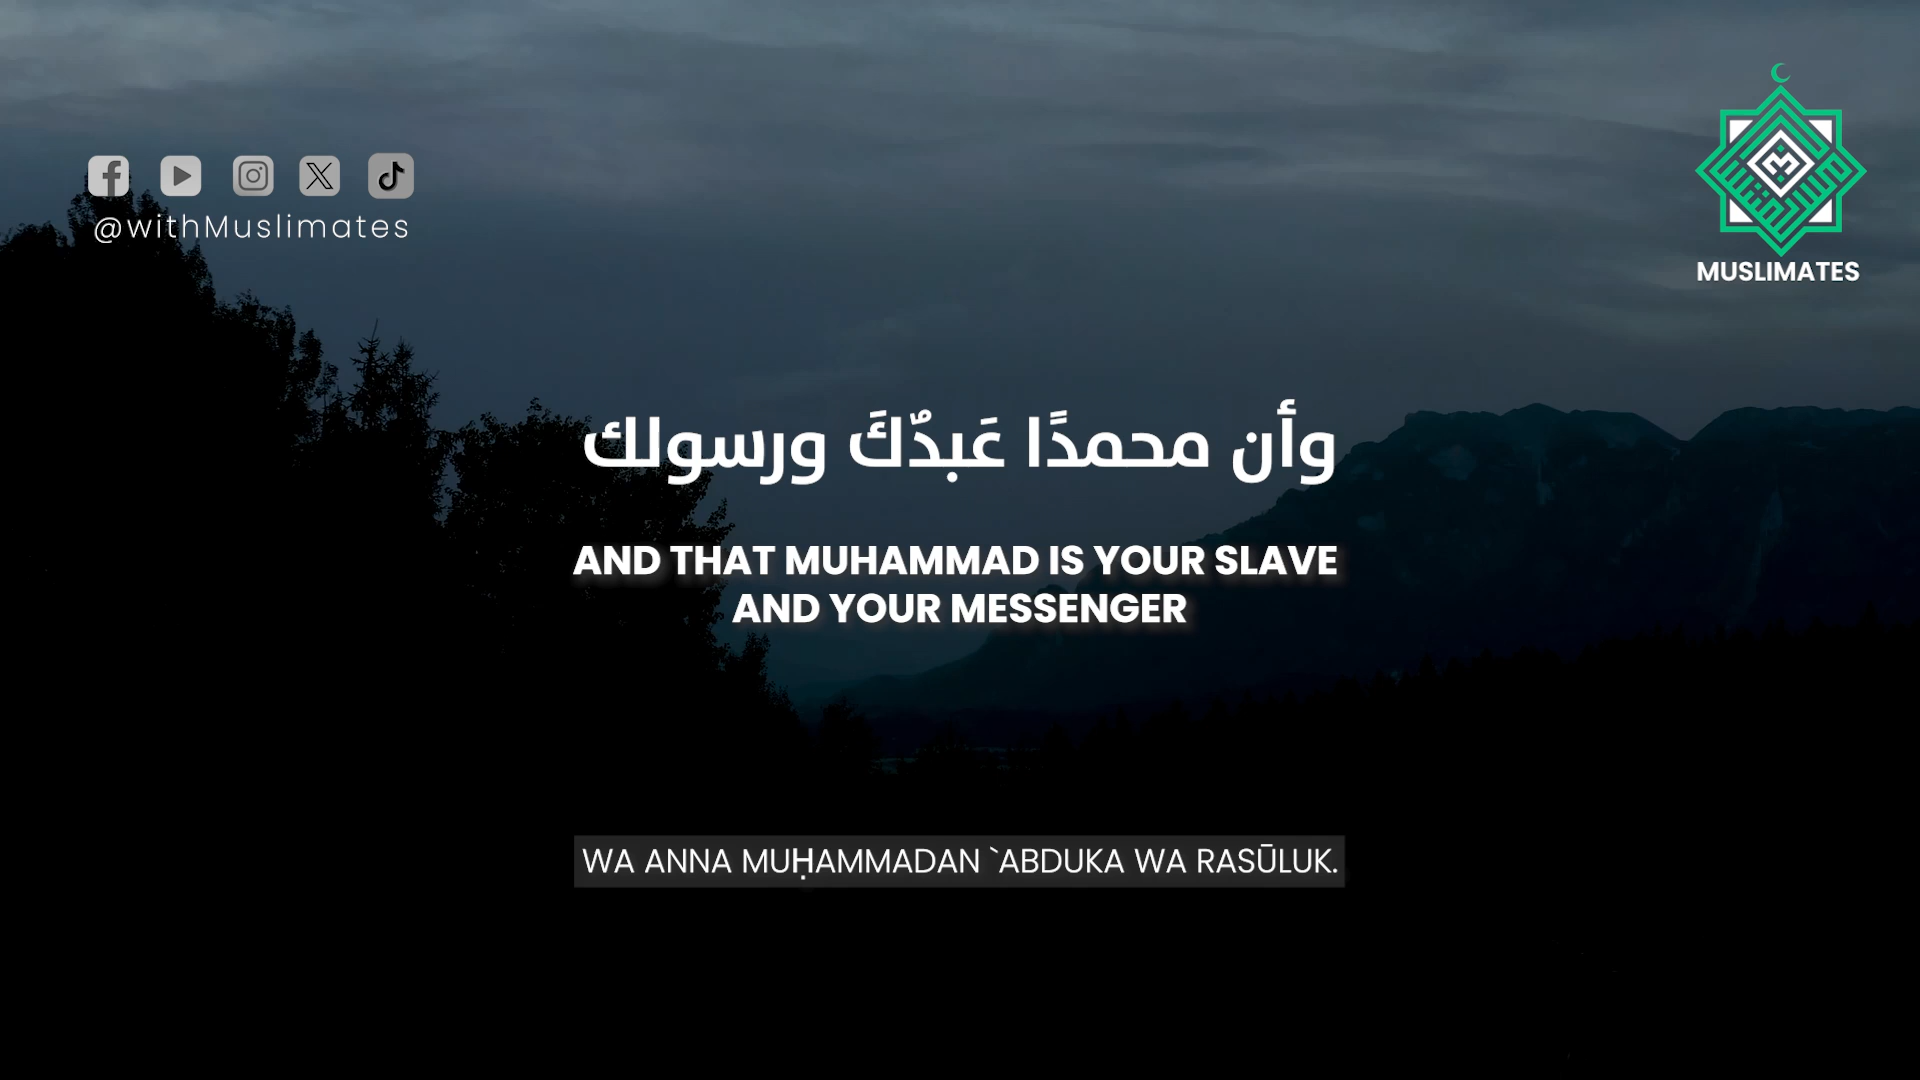 @withMuslimates
MUSLIMATES
وأن محمدًا عَبدٌكَ ورسولك
AND THAT MUHAMMAD IS YOUR SLAVE
AND YOUR MESSENGER
WA ANNA MUḤAMMADAN `ABDUKA WA RASŪLUK.